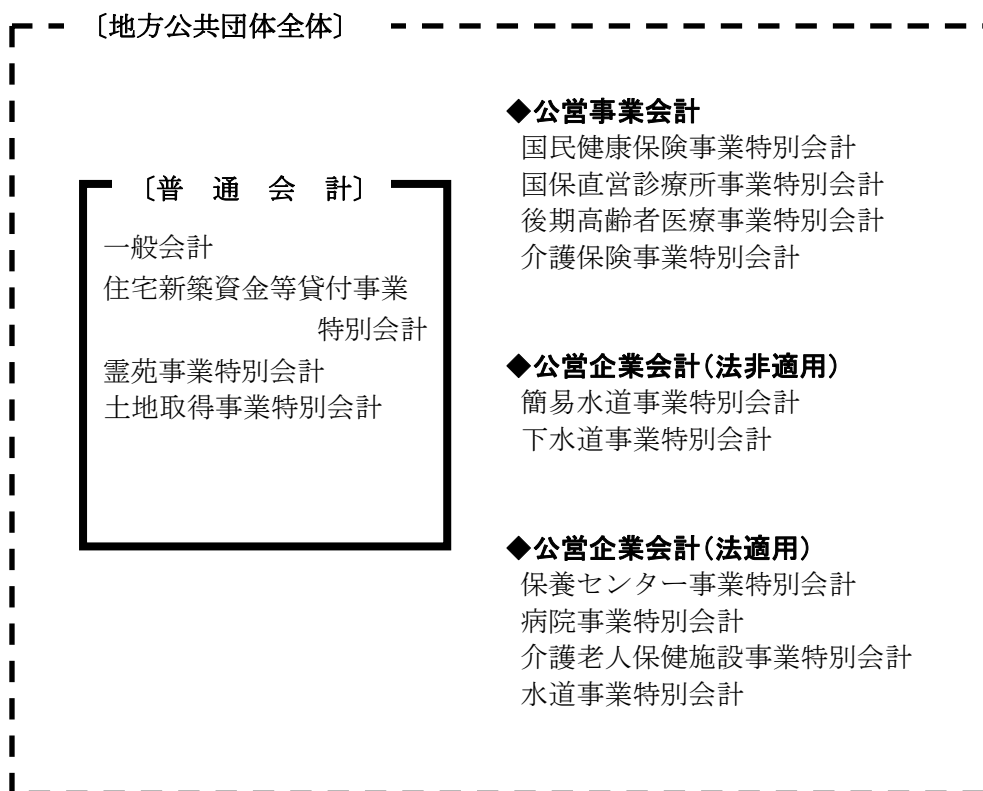 〔地方公共団体全体〕
〔普　通　会　計〕
一般会計
住宅新築資金等貸付事業
特別会計
霊苑事業特別会計
土地取得事業特別会計
◆公営事業会計
国民健康保険事業特別会計
国保直営診療所事業特別会計
後期高齢者医療事業特別会計
介護保険事業特別会計
◆公営企業会計（法非適用）
簡易水道事業特別会計
下水道事業特別会計
◆公営企業会計（法適用）
保養センター事業特別会計
病院事業特別会計
介護老人保健施設事業特別会計
水道事業特別会計